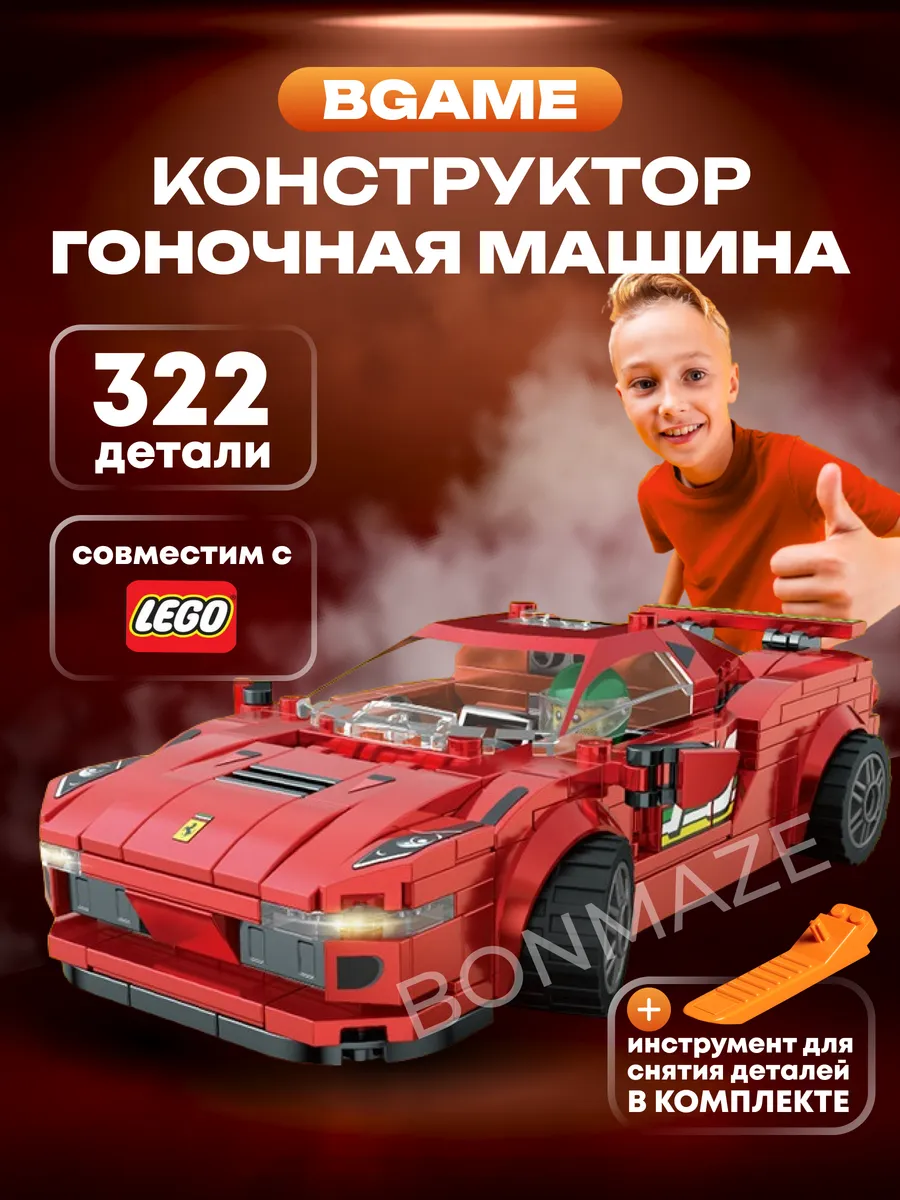 BGAME
КОНСТРУКТОР
ГОНОЧНАЯ МАШИНА
322
детали
совместим с
LEGO
BONMAZE
+
инструмент для
снятия деталей
В КОМПЛЕКТЕ